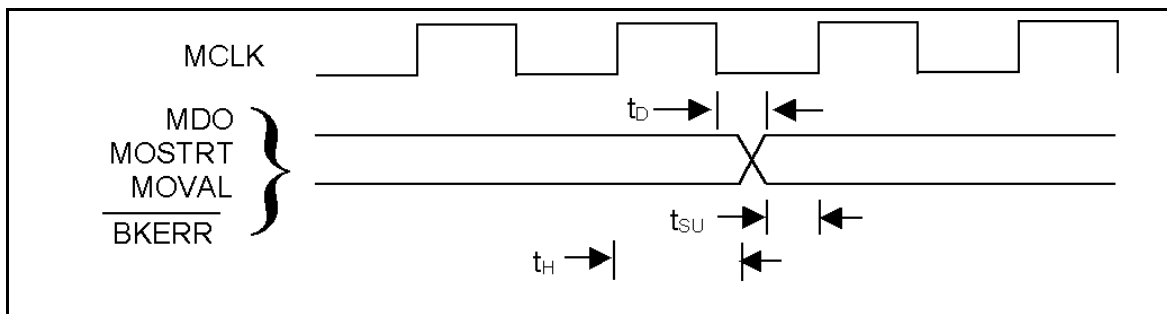 MCLK
MDO
MOSTRT
MOVAL
BKERR
tD
tSU
tH